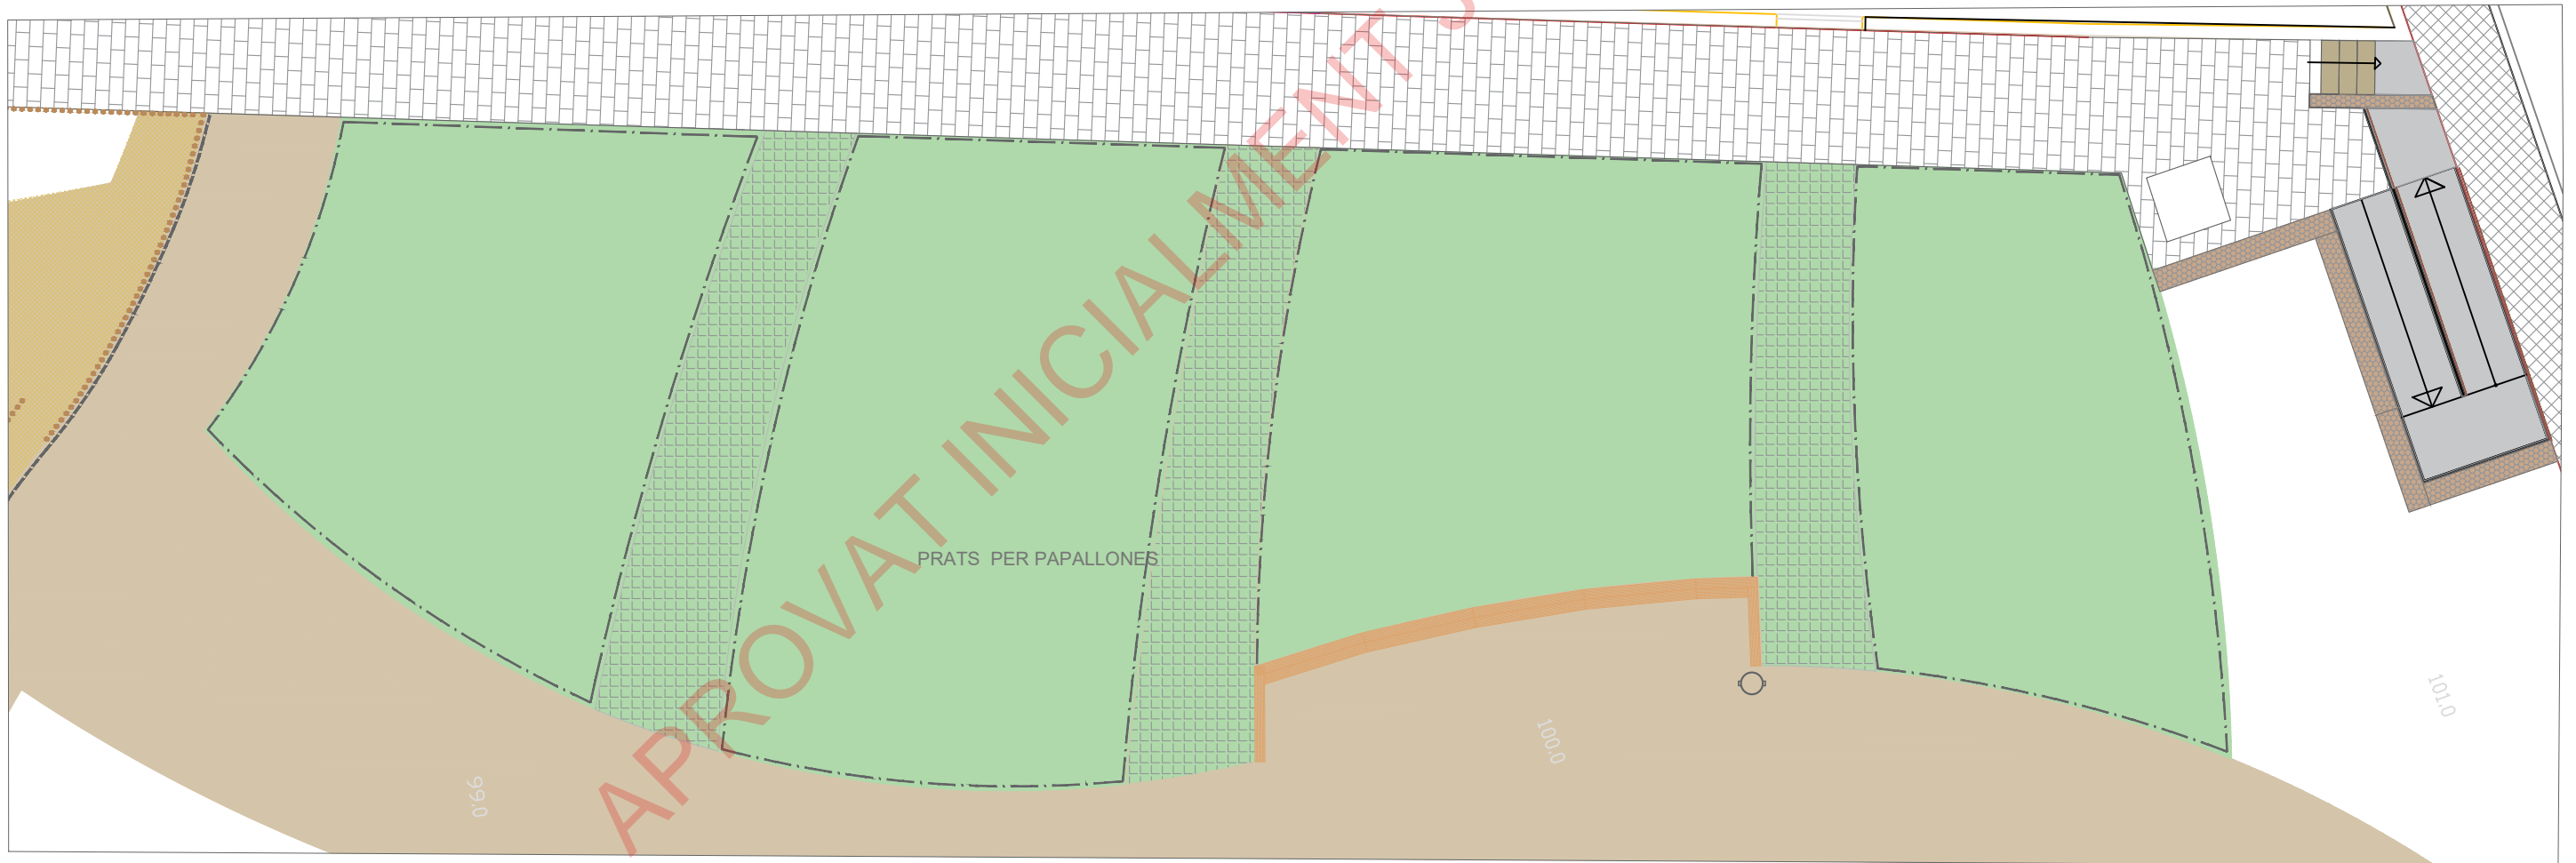 APROVAT INICIALMENT
PRATS PER PAPALLONES
99.0
100.0
101.0